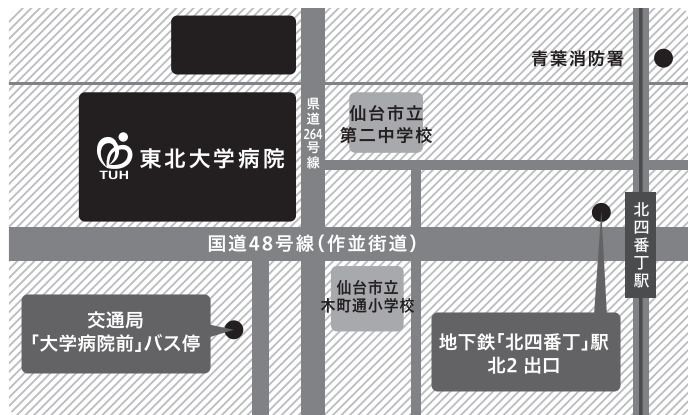 青葉消防署
県道264号線
仙台市立
第二中学校
TUH
東北大学病院
北四番丁駅
国道48号線(作並街道)
仙台市立
木町通小学校
交通局
「大学病院前」バス停
地下鉄「北四番丁」駅
北2 出口